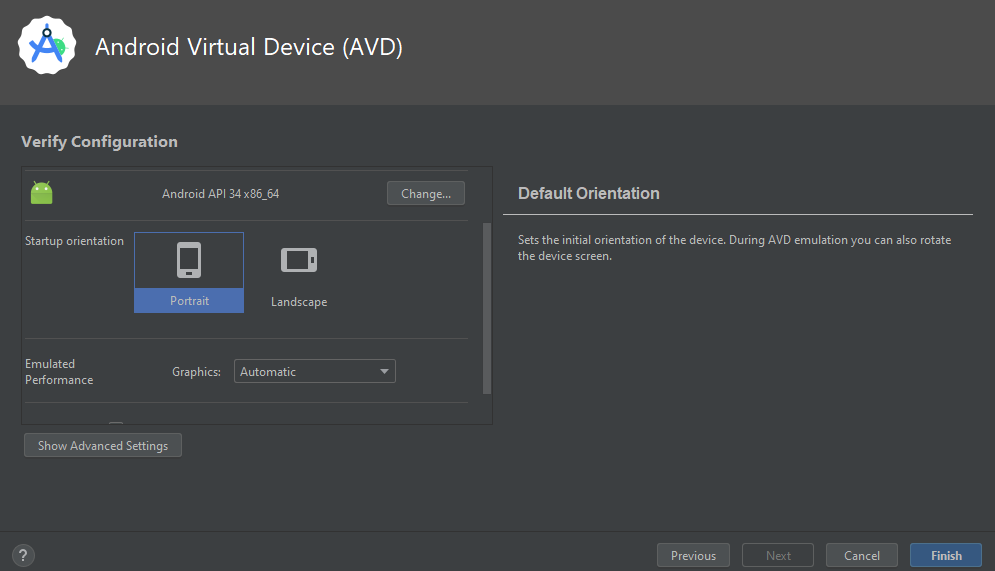 Android Virtual Device (AVD)
Verify Configuration
Android API 34 x86_64
Change...
Startup orientation
Portrait
Landscape
Emulated
Performance
Graphics:
Automatic
Show Advanced Settings
Default Orientation
Sets the initial orientation of the device. During AVD emulation you can also rotate
the device screen.
?
Previous
Next
Cancel
Finish